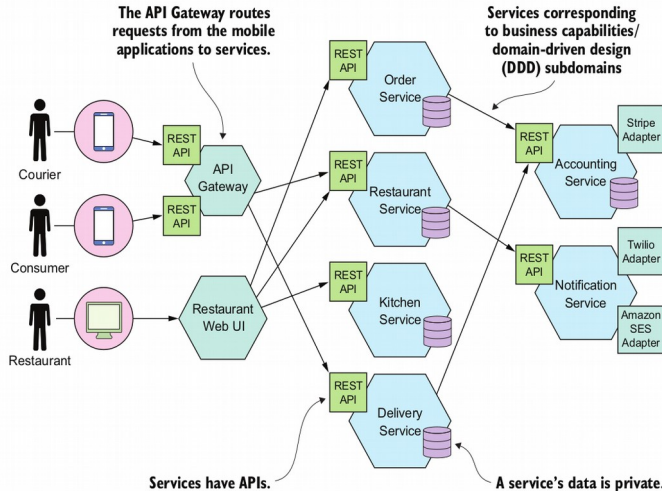 The API Gateway routes
requests from the mobile
applications to services.
Services corresponding
to business capabilities/
domain-driven design
(DDD) subdomains
REST
API
Order
Service
Stripe
Adapter
REST
API
Courier
REST
API
API
Gateway
REST
API
Restaurant
Service
REST
API
Accounting
Service
REST
API
Consumer
Twilio
Adapter
REST
API
Notification
Service
Restaurant
Web UI
REST
API
Kitchen
Service
Amazon
SES
Adapter
Restaurant
REST
API
Delivery
Service
Services have APIs.
A service's data is private.